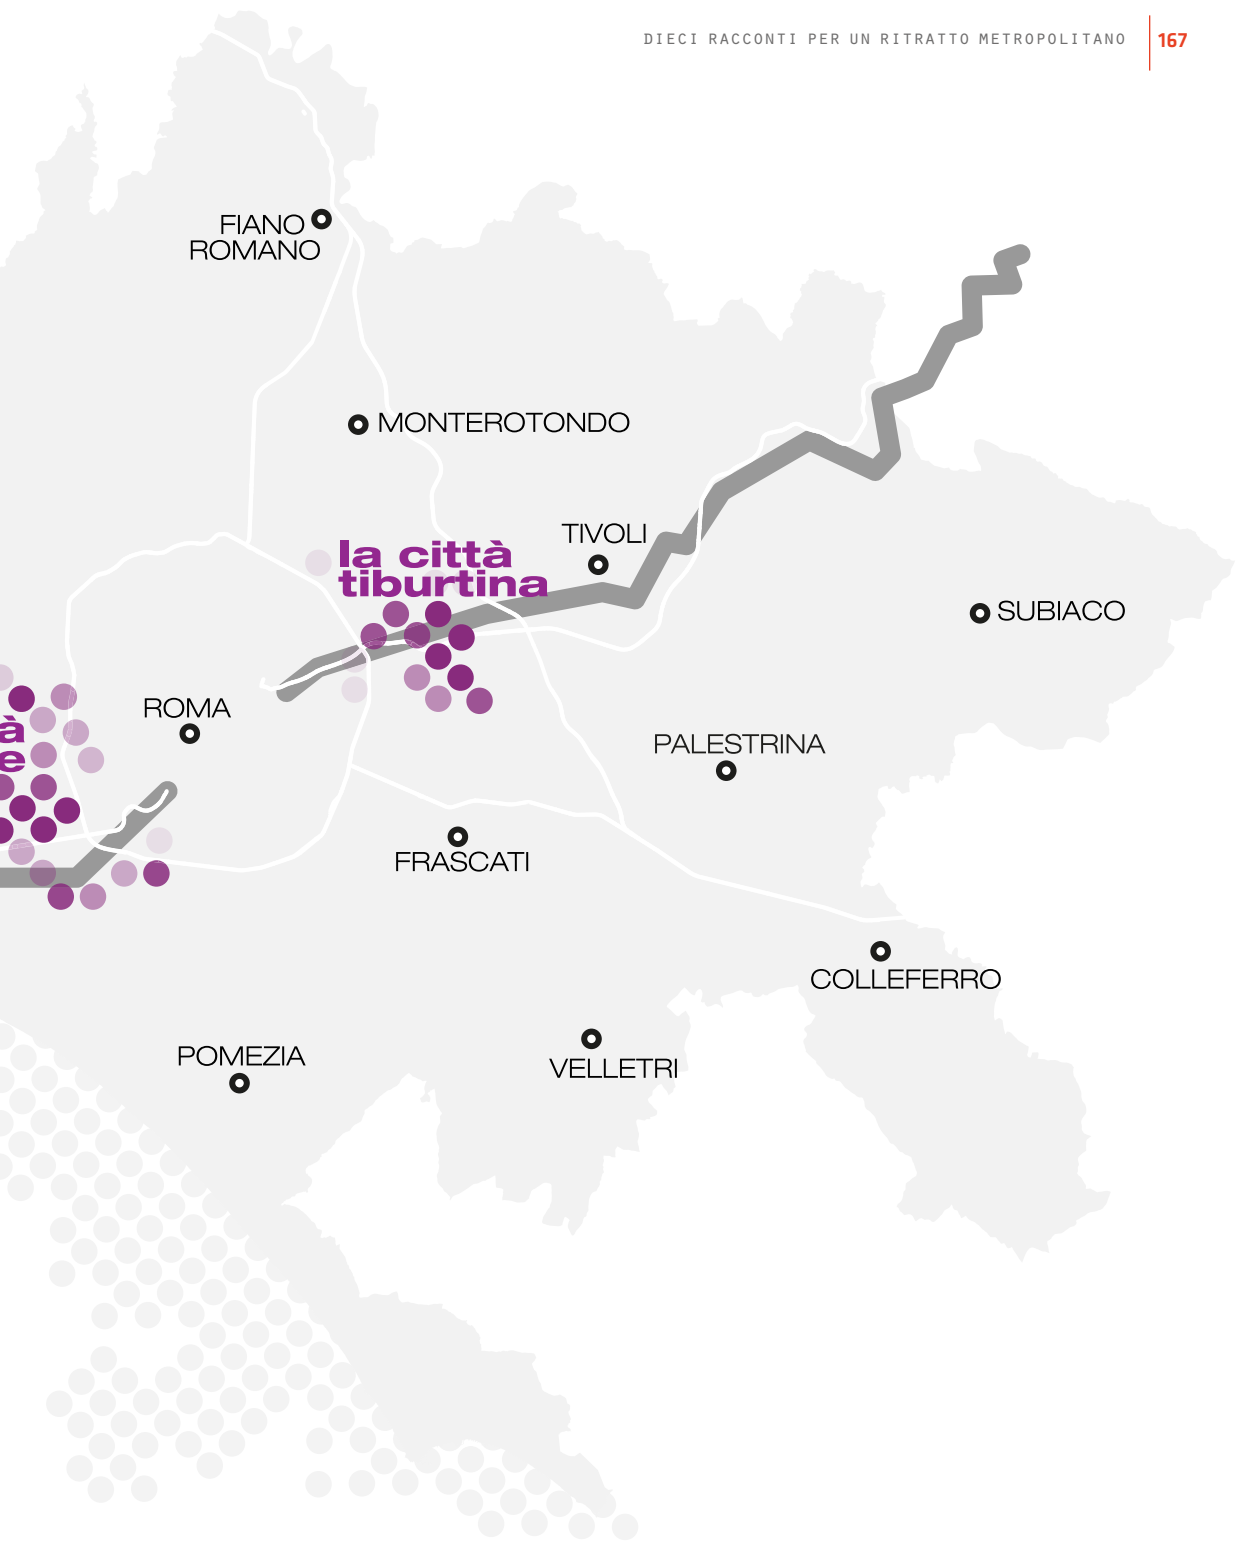 DIECI RACCONTI PER UN RITRATTO METROPOLITANO
167
FIANO
ROMANO
MONTEROTONDO
TIVOLI
la città
tiburtina
SUBIACO
ROMA
à
e
PALESTRINA
FRASCATI
COLLEFERRO
POMEZIA
VELLETRI